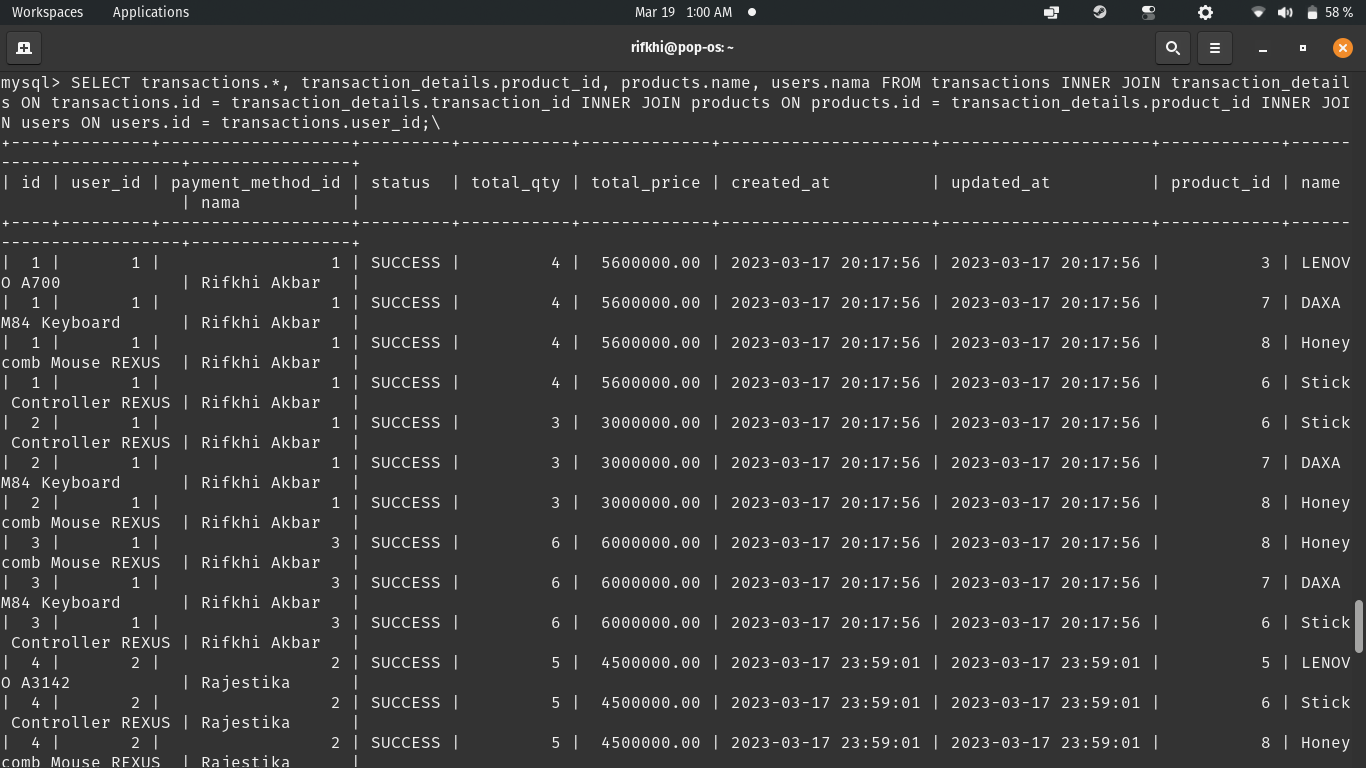 Workspaces Applications Mar 19 1:00 AM 58 %
rifkhi@pop-os: ~
mysql> SELECT transactions.*, transaction_details.product_id, products.name, users.nama FROM transactions INNER JOIN transaction_detail
s ON transactions.id = transaction_details.transaction_id INNER JOIN products ON products.id = transaction_details.product_id INNER JOI
N users ON users.id = transactions.user_id;\
+----+---------+-------------------+---------+-----------+-------------+---------------------+---------------------+------------+------
------------------+----------------+
| id | user_id | payment_method_id | status  | total_qty | total_price | created_at          | updated_at          | product_id | name
                  | nama           |
+----+---------+-------------------+---------+-----------+-------------+---------------------+---------------------+------------+------
------------------+----------------+
|  1 |       1 |                 1 | SUCCESS |         4 |  5600000.00 | 2023-03-17 20:17:56 | 2023-03-17 20:17:56 |          3 | LENOV
O A700            | Rifkhi Akbar   |
|  1 |       1 |                 1 | SUCCESS |         4 |  5600000.00 | 2023-03-17 20:17:56 | 2023-03-17 20:17:56 |          7 | DAXA
M84 Keyboard      | Rifkhi Akbar   |
|  1 |       1 |                 1 | SUCCESS |         4 |  5600000.00 | 2023-03-17 20:17:56 | 2023-03-17 20:17:56 |          8 | Honey
comb Mouse REXUS  | Rifkhi Akbar   |
|  1 |       1 |                 1 | SUCCESS |         4 |  5600000.00 | 2023-03-17 20:17:56 | 2023-03-17 20:17:56 |          6 | Stick
 Controller REXUS | Rifkhi Akbar   |
|  2 |       1 |                 1 | SUCCESS |         3 |  3000000.00 | 2023-03-17 20:17:56 | 2023-03-17 20:17:56 |          6 | Stick
 Controller REXUS | Rifkhi Akbar   |
|  2 |       1 |                 1 | SUCCESS |         3 |  3000000.00 | 2023-03-17 20:17:56 | 2023-03-17 20:17:56 |          7 | DAXA
M84 Keyboard      | Rifkhi Akbar   |
|  2 |       1 |                 1 | SUCCESS |         3 |  3000000.00 | 2023-03-17 20:17:56 | 2023-03-17 20:17:56 |          8 | Honey
comb Mouse REXUS  | Rifkhi Akbar   |
|  3 |       1 |                 3 | SUCCESS |         6 |  6000000.00 | 2023-03-17 20:17:56 | 2023-03-17 20:17:56 |          8 | Honey
comb Mouse REXUS  | Rifkhi Akbar   |
|  3 |       1 |                 3 | SUCCESS |         6 |  6000000.00 | 2023-03-17 20:17:56 | 2023-03-17 20:17:56 |          7 | DAXA
M84 Keyboard      | Rifkhi Akbar   |
|  3 |       1 |                 3 | SUCCESS |         6 |  6000000.00 | 2023-03-17 20:17:56 | 2023-03-17 20:17:56 |          6 | Stick
 Controller REXUS | Rifkhi Akbar   |
|  4 |       2 |                 2 | SUCCESS |         5 |  4500000.00 | 2023-03-17 23:59:01 | 2023-03-17 23:59:01 |          5 | LENOV
O A3142           | Rajestika      |
|  4 |       2 |                 2 | SUCCESS |         5 |  4500000.00 | 2023-03-17 23:59:01 | 2023-03-17 23:59:01 |          6 | Stick
 Controller REXUS | Rajestika      |
|  4 |       2 |                 2 | SUCCESS |         5 |  4500000.00 | 2023-03-17 23:59:01 | 2023-03-17 23:59:01 |          8 | Honey
comb Mouse REXUS  | Rajestika      |